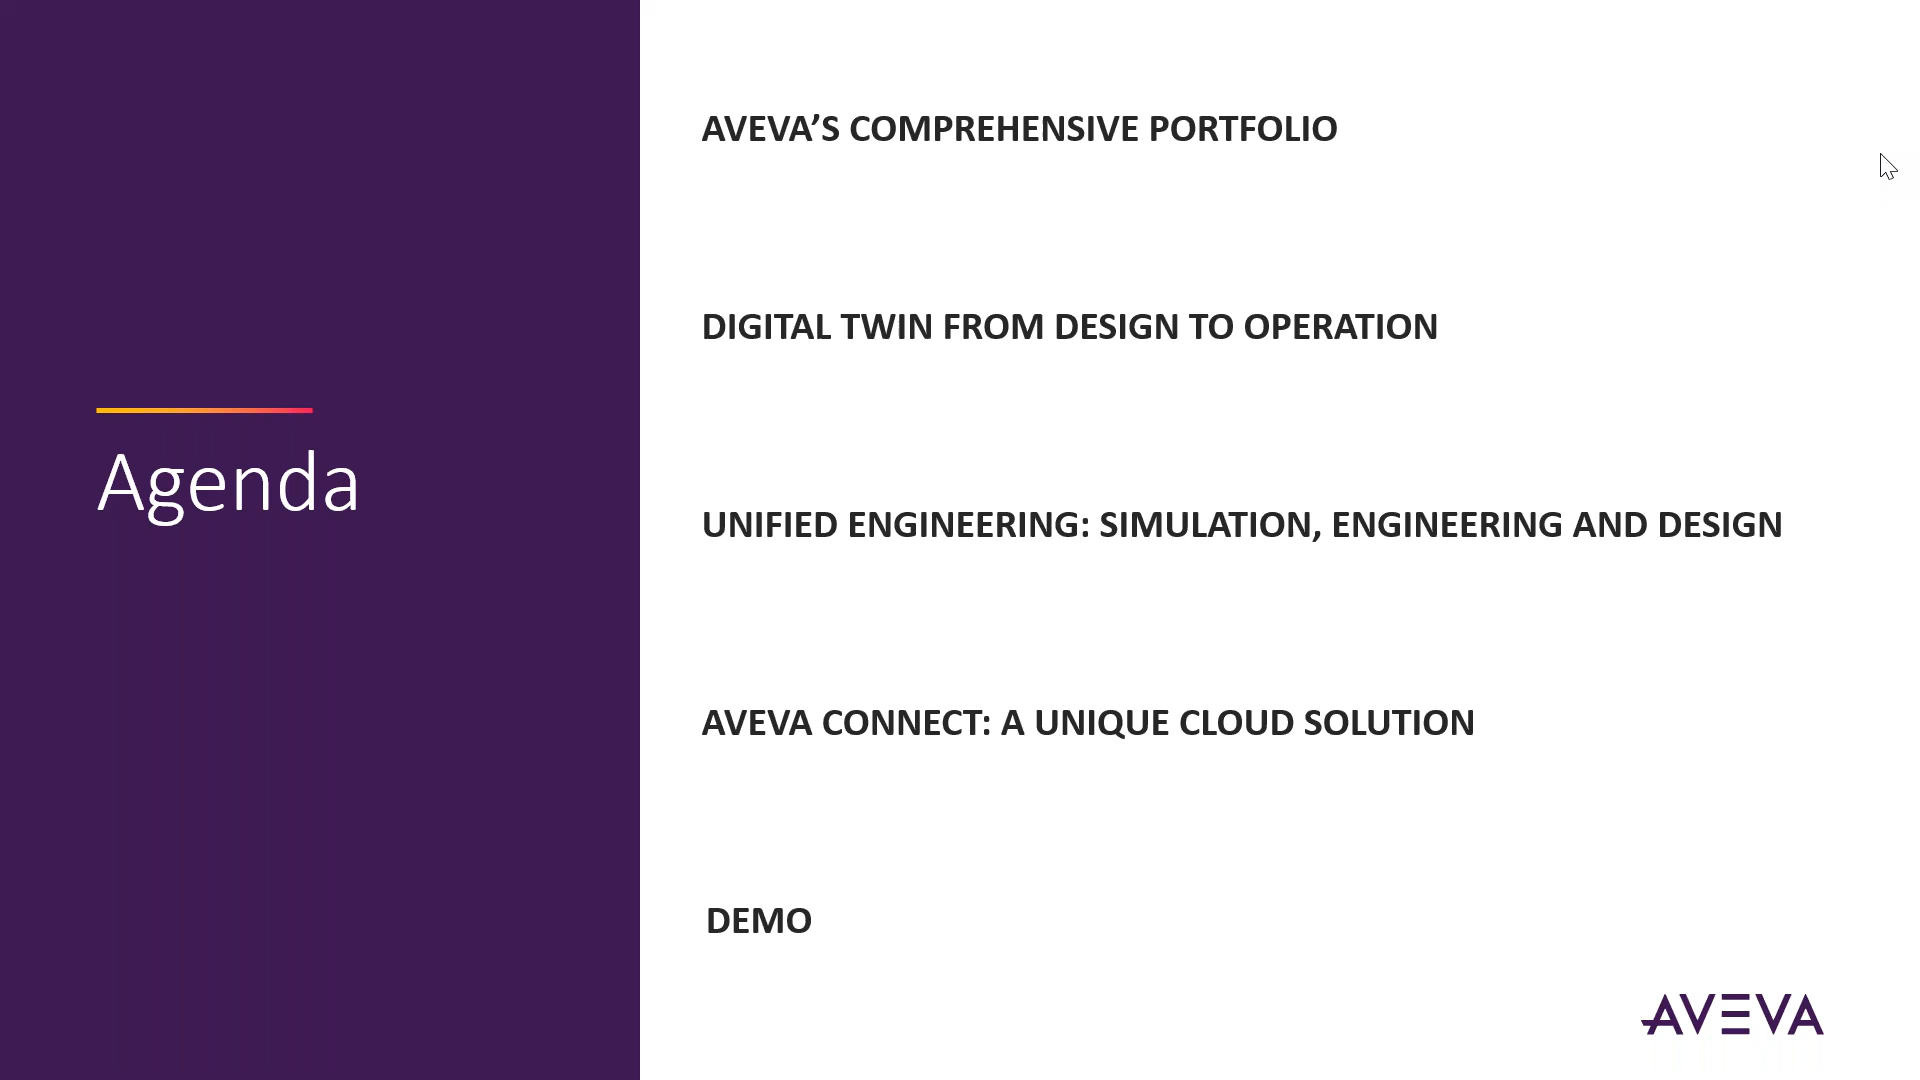 Agenda
AVEVA’S COMPREHENSIVE PORTFOLIO
DIGITAL TWIN FROM DESIGN TO OPERATION
UNIFIED ENGINEERING: SIMULATION, ENGINEERING AND DESIGN
AVEVA CONNECT: A UNIQUE CLOUD SOLUTION
DEMO
AVEVA